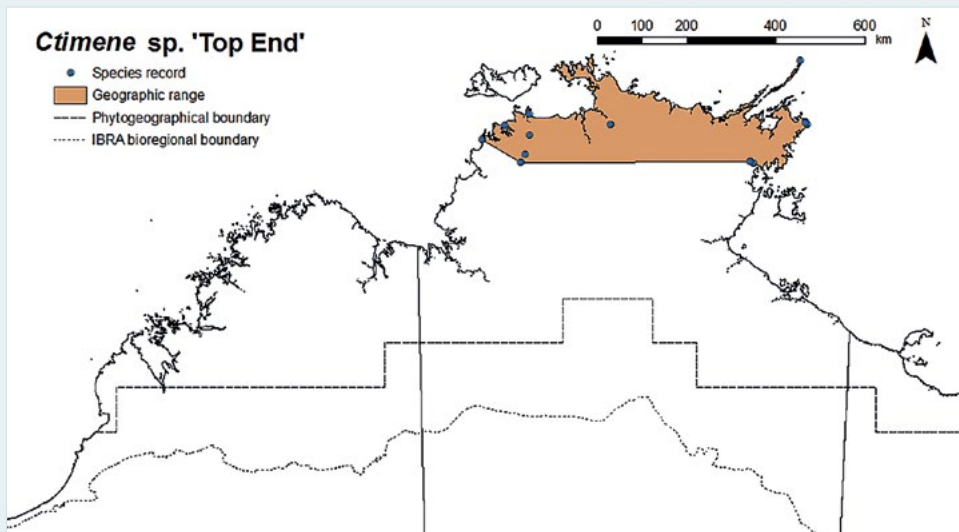 Ctimene sp. 'Top End'
Species record
Geographic range
Phytogeographical boundary
IBRA bioregional boundary
0 100 200 400 600
km
N